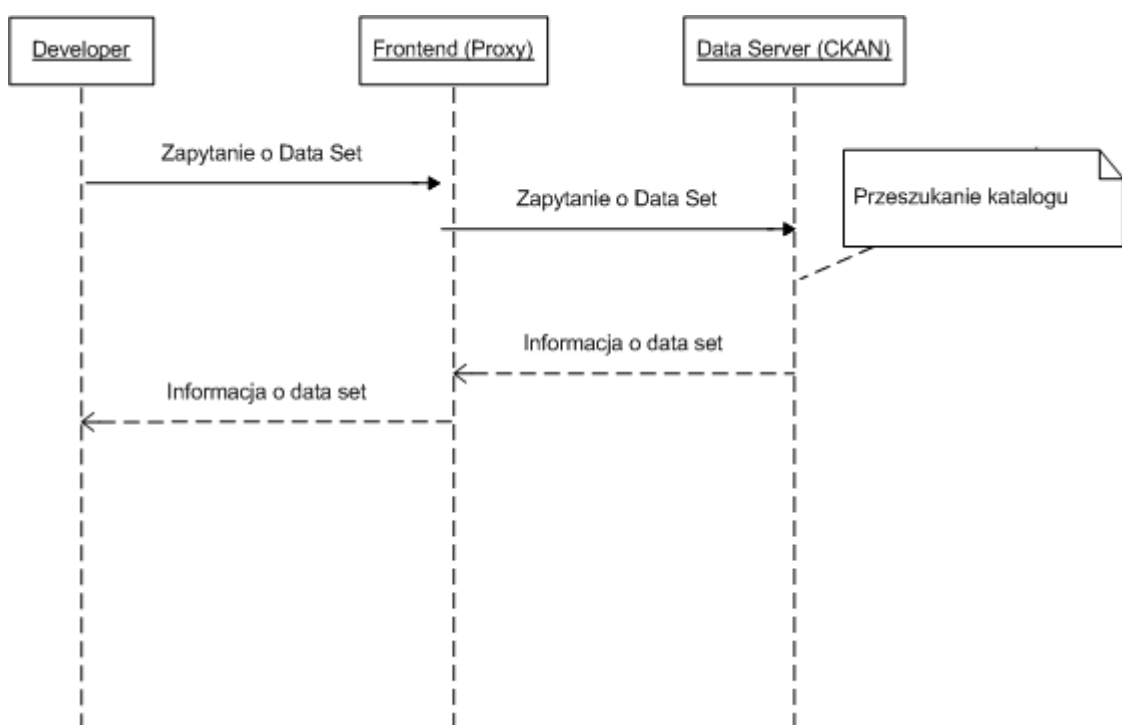 Developer
Frontend (Proxy)
Data Server (CKAN)
Zapytanie o Data Set
Zapytanie o Data Set
Przeszukanie katalogu
Informacja o data set
Informacja o data set